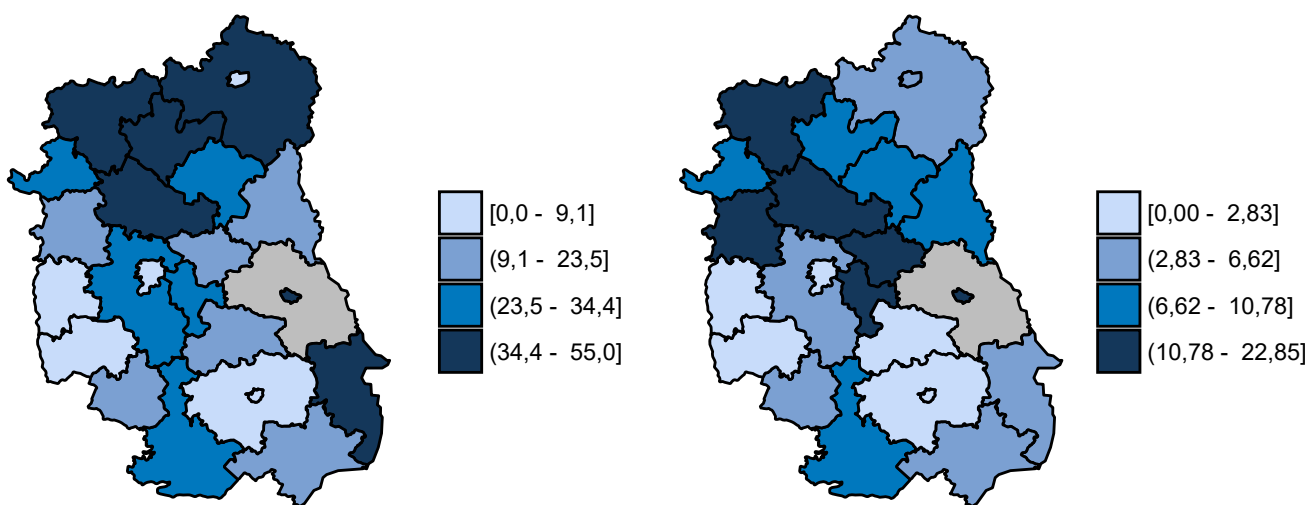 [0,0 - 9,1]
(9,1 - 23,5]
(23,5 - 34,4]
(34,4 - 55,0]
[0,00 - 2,83]
(2,83 - 6,62]
(6,62 - 10,78]
(10,78 - 22,85]